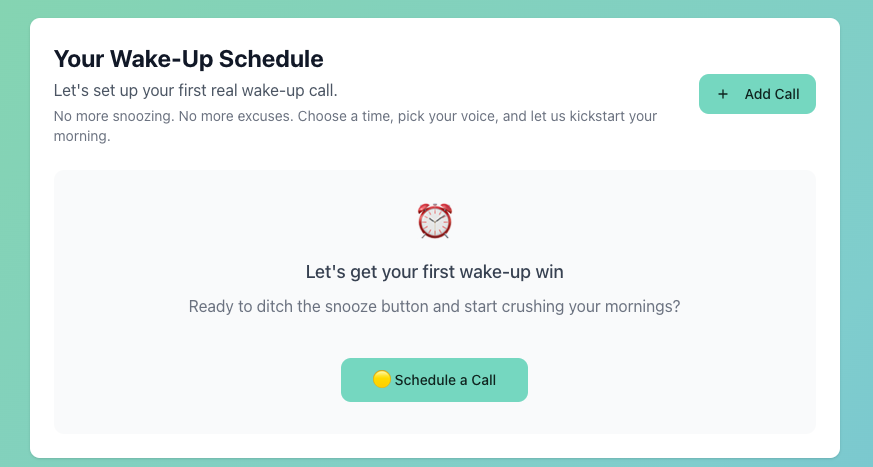 Your Wake-Up Schedule
Let's set up your first real wake-up call.
No more snoozing. No more excuses. Choose a time, pick your voice, and let us kickstart your
morning.
+ Add Call
Let's get your first wake-up win
Ready to ditch the snooze button and start crushing your mornings?
Schedule a Call